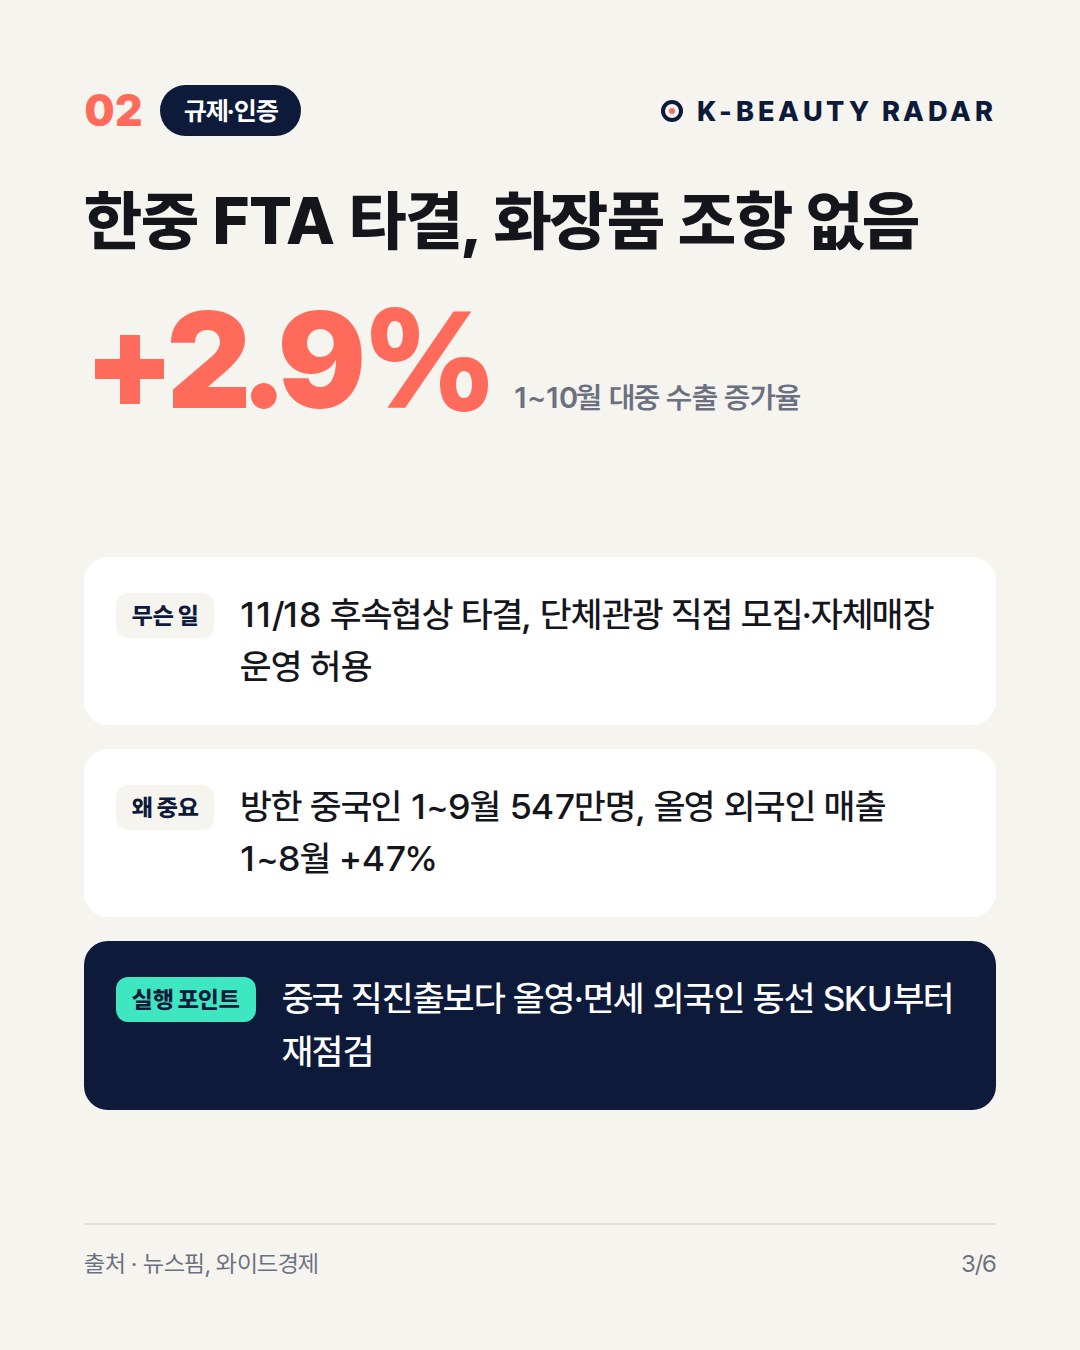 02 규제·인증
K-BEAUTY RADAR
한중 FTA 타결, 화장품 조항 없음
+2.9% 1~10월 대중 수출 증가율
무슨 일
11/18 후속협상 타결, 단체관광 직접 모집·자체매장
운영 허용
왜 중요
방한 중국인 1~9월 547만명, 올영 외국인 매출
1~8월 +47%
실행 포인트
중국 직진출보다 올영·면세 외국인 동선 SKU부터
재점검
출처 · 뉴스핌, 와이드경제
3/6